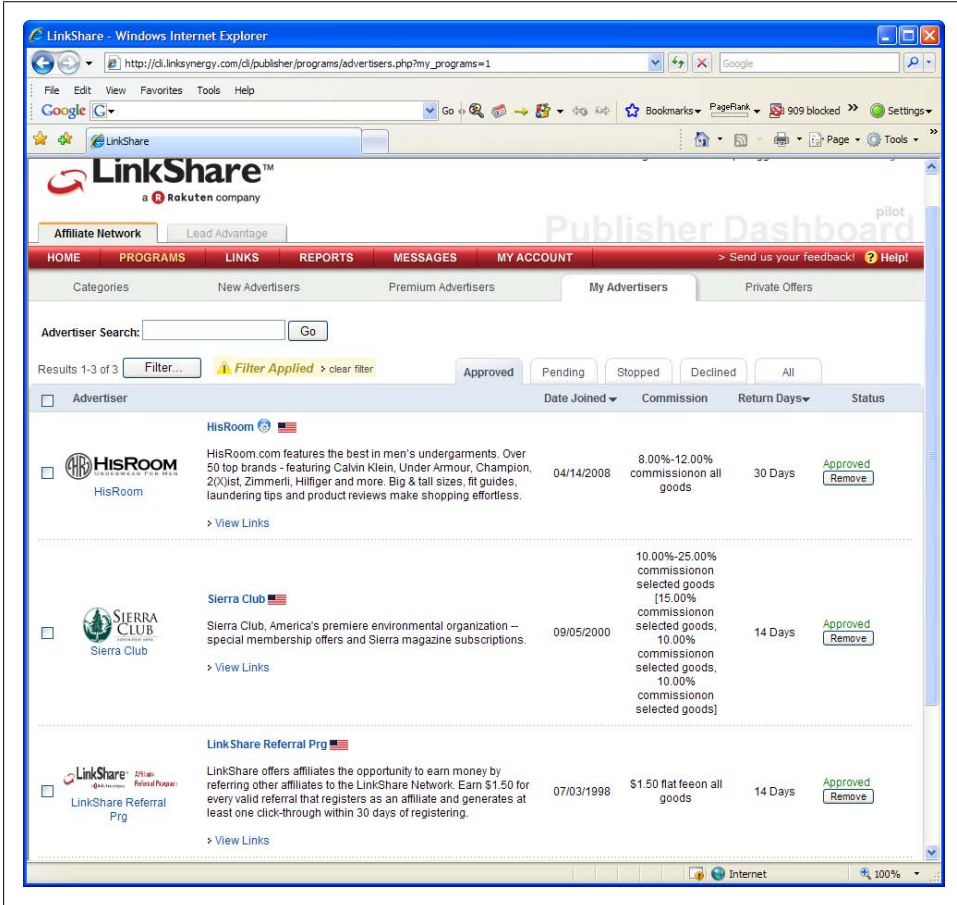 LinkShare - Windows Internet Explorer
http://cli.linksynergy.com/cli/publisher/programs/advertisers.php?my_programs=1
Google
File Edit View Favorites Tools Help
Google G Go Bookmarks PageRank 909 blocked Settings
LinkShare Page Tools
LinkShare™
a Rakuten company
pilot
Publisher Dashboard
Affiliate Network Lead Advantage
HOME PROGRAMS LINKS REPORTS MESSAGES MY ACCOUNT > Send us your feedback! ? Help!
Categories New Advertisers Premium Advertisers My Advertisers Private Offers
Advertiser Search: Go
Results 1-3 of 3 Filter... Filter Applied > clear filter
Approved Pending Stopped Declined All
Advertiser Date Joined Commission Return Days Status
HisRoom
HisRoom.com features the best in men's undergarments. Over
50 top brands - featuring Calvin Klein, Under Armour, Champion,
2(X)ist, Zimmerli, Hilfiger and more. Big & tall sizes, fit guides,
laundering tips and product reviews make shopping effortless.
> View Links
(HR) HISROOM
UNDERWEAR FOR MEN
HisRoom
04/14/2008
8.00%-12.00%
commissionon all
goods
30 Days
Approved
Remove
Sierra Club
Sierra Club, America's premiere environmental organization --
special membership offers and Sierra magazine subscriptions.
> View Links
SIERRA
CLUB
FOUNDED 1892
Sierra Club
09/05/2000
10.00%-25.00%
commissionon
selected goods
[15.00%
commissionon
selected goods,
10.00%
commissionon
selected goods,
10.00%
commissionon
selected goods]
14 Days
Approved
Remove
LinkShare Referral Prg
LinkShare offers affiliates the opportunity to earn money by
referring other affiliates to the LinkShare Network. Earn $1.50 for
every valid referral that registers as an affiliate and generates at
least one click-through within 30 days of registering.
> View Links
LinkShare Affiliate
Referral Program
LinkShare Referral
Prg
07/03/1998
$1.50 flat feeon all
goods
14 Days
Approved
Remove
Internet 100%